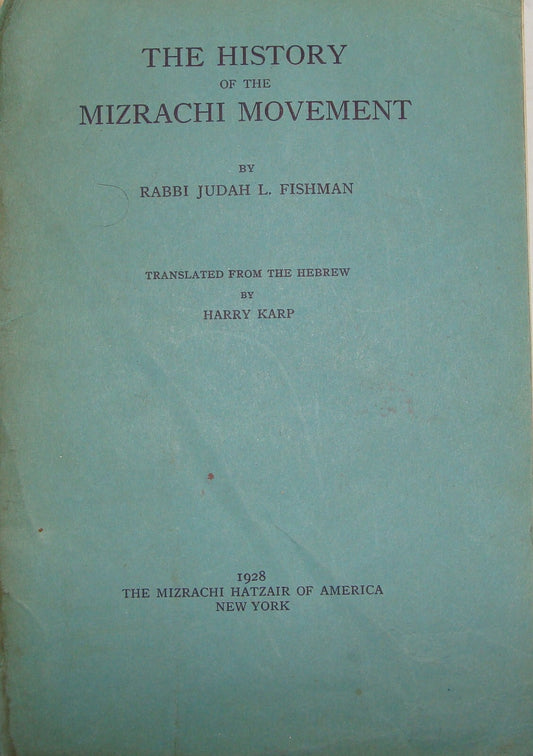 THE HISTORY
OF THE
MIZRACHI MOVEMENT
BY
RABBI JUDAH L. FISHMAN
TRANSLATED FROM THE HEBREW
BY
HARRY KARP
1928
THE MIZRACHI HATZAIR OF AMERICA
NEW YORK